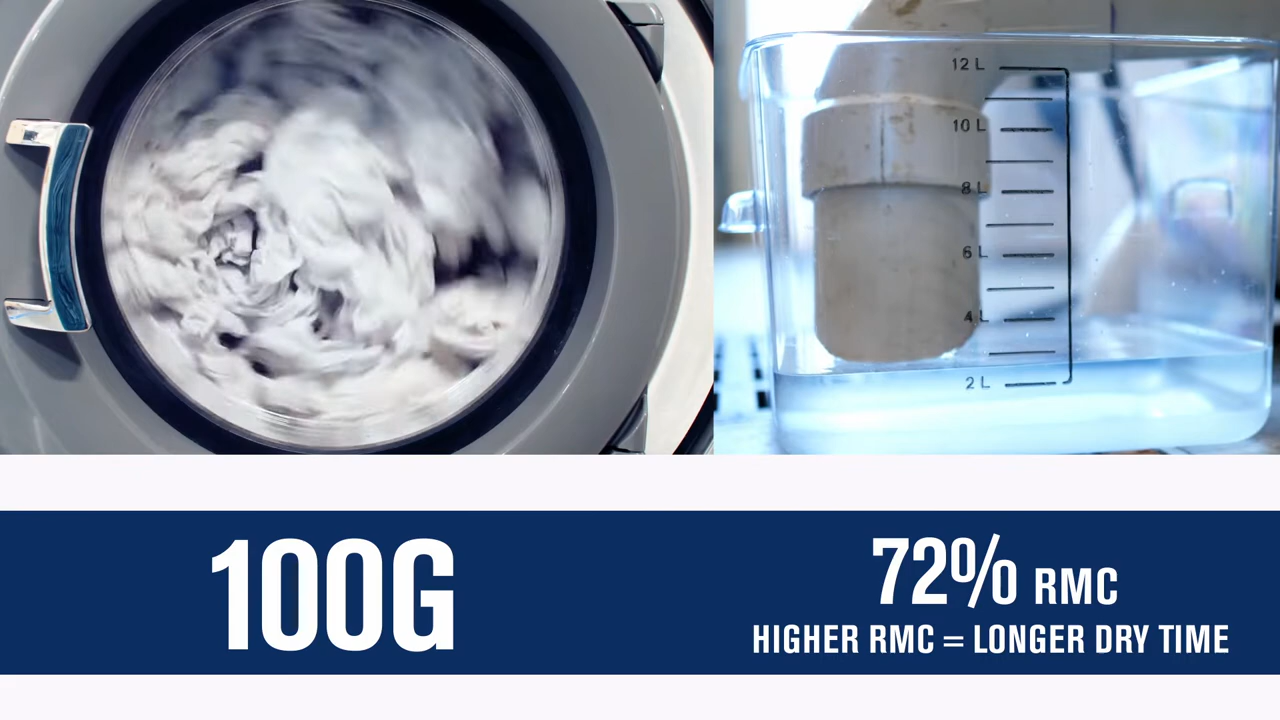 12 L
10 L
8 L
6 L
4 L
2 L
100G
72% RMC
HIGHER RMC = LONGER DRY TIME